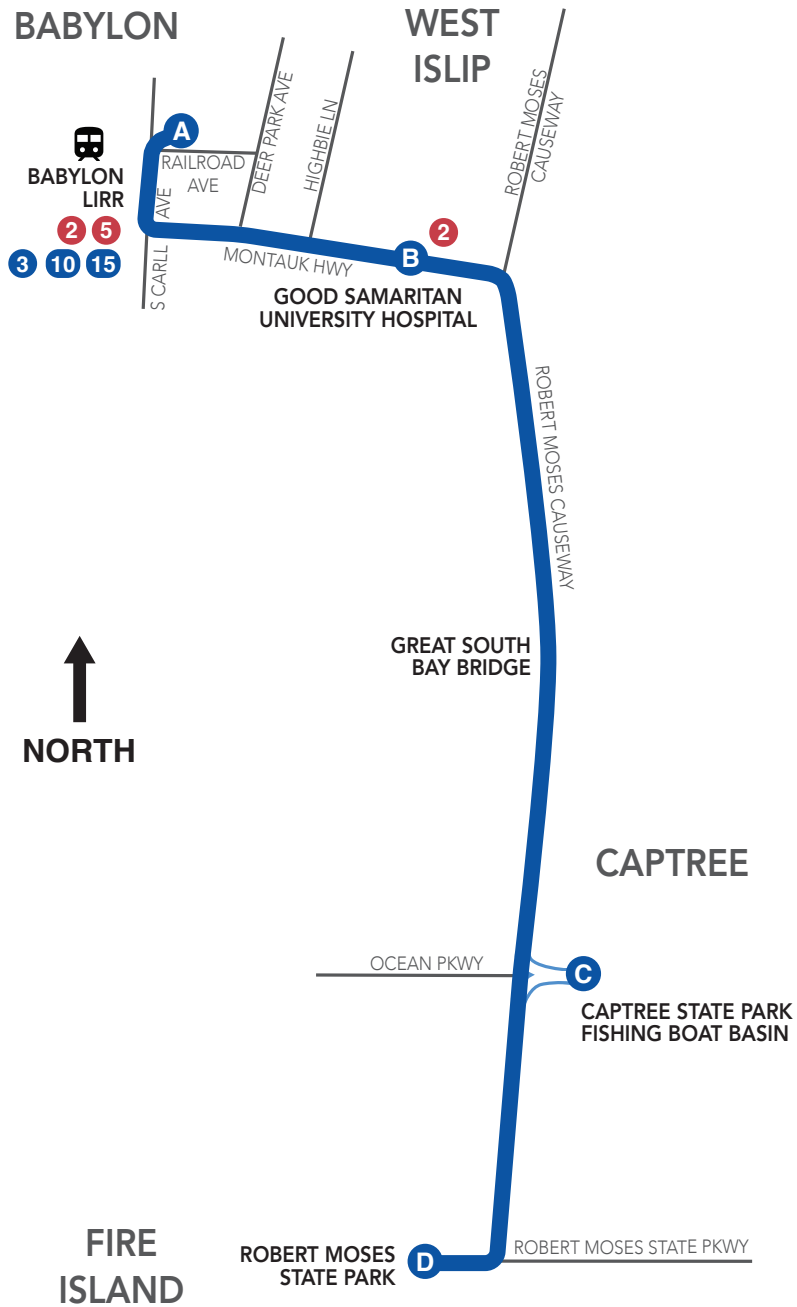 BABYLON
WEST
ISLIP
A
RAILROAD
AVE
DEER PARK AVE
HIGHBIE LN
ROBERT MOSES
CAUSEWAY
BABYLON
LIRR
2 5
3 10 15
S CARLL AVE
MONTAUK HWY
B
2
GOOD SAMARITAN
UNIVERSITY HOSPITAL
ROBERT MOSES CAUSEWAY
GREAT SOUTH
BAY BRIDGE
NORTH
CAPTREE
OCEAN PKWY
C
CAPTREE STATE PARK
FISHING BOAT BASIN
FIRE
ISLAND
ROBERT MOSES
STATE PARK
D
ROBERT MOSES STATE PKWY